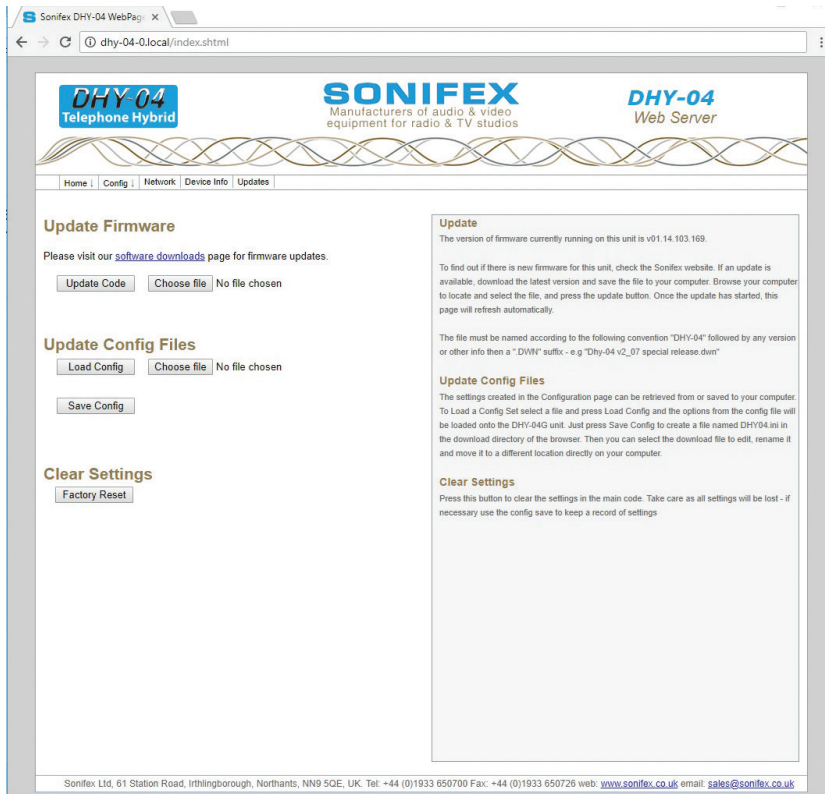 Sonifex DHY-04 WebPage
dhy-04-0.local/index.shtml
DHY-04
Telephone Hybrid
SONIFEX
Manufacturers of audio & video
equipment for radio & TV studios
DHY-04
Web Server
Home ↓ Config ↓ Network Device Info Updates
Update Firmware
Please visit our software downloads page for firmware updates.
Update Code Choose file No file chosen
Update Config Files
Load Config Choose file No file chosen
Save Config
Clear Settings
Factory Reset
Update
The version of firmware currently running on this unit is v01.14.103.169.
To find out if there is new firmware for this unit, check the Sonifex website. If an update is
available, download the latest version and save the file to your computer. Browse your computer
to locate and select the file, and press the update button. Once the update has started, this
page will refresh automatically.
The file must be named according to the following convention "DHY-04" followed by any version
or other info then a ".DWN" suffix - e.g "Dhy-04 v2_07 special release.dwn"
Update Config Files
The settings created in the Configuration page can be retrieved from or saved to your computer.
To Load a Config Set select a file and press Load Config and the options from the config file will
be loaded onto the DHY-04G unit. Just press Save Config to create a file named DHY04.ini in
the download directory of the browser. Then you can select the download file to edit, rename it
and move it to a different location directly on your computer.
Clear Settings
Press this button to clear the settings in the main code. Take care as all settings will be lost - if
necessary use the config save to keep a record of settings
Sonifex Ltd, 61 Station Road, Irthlingborough, Northants, NN9 5QE, UK. Tel: +44 (0)1933 650700 Fax: +44 (0)1933 650726 web: www.sonifex.co.uk email: sales@sonifex.co.uk